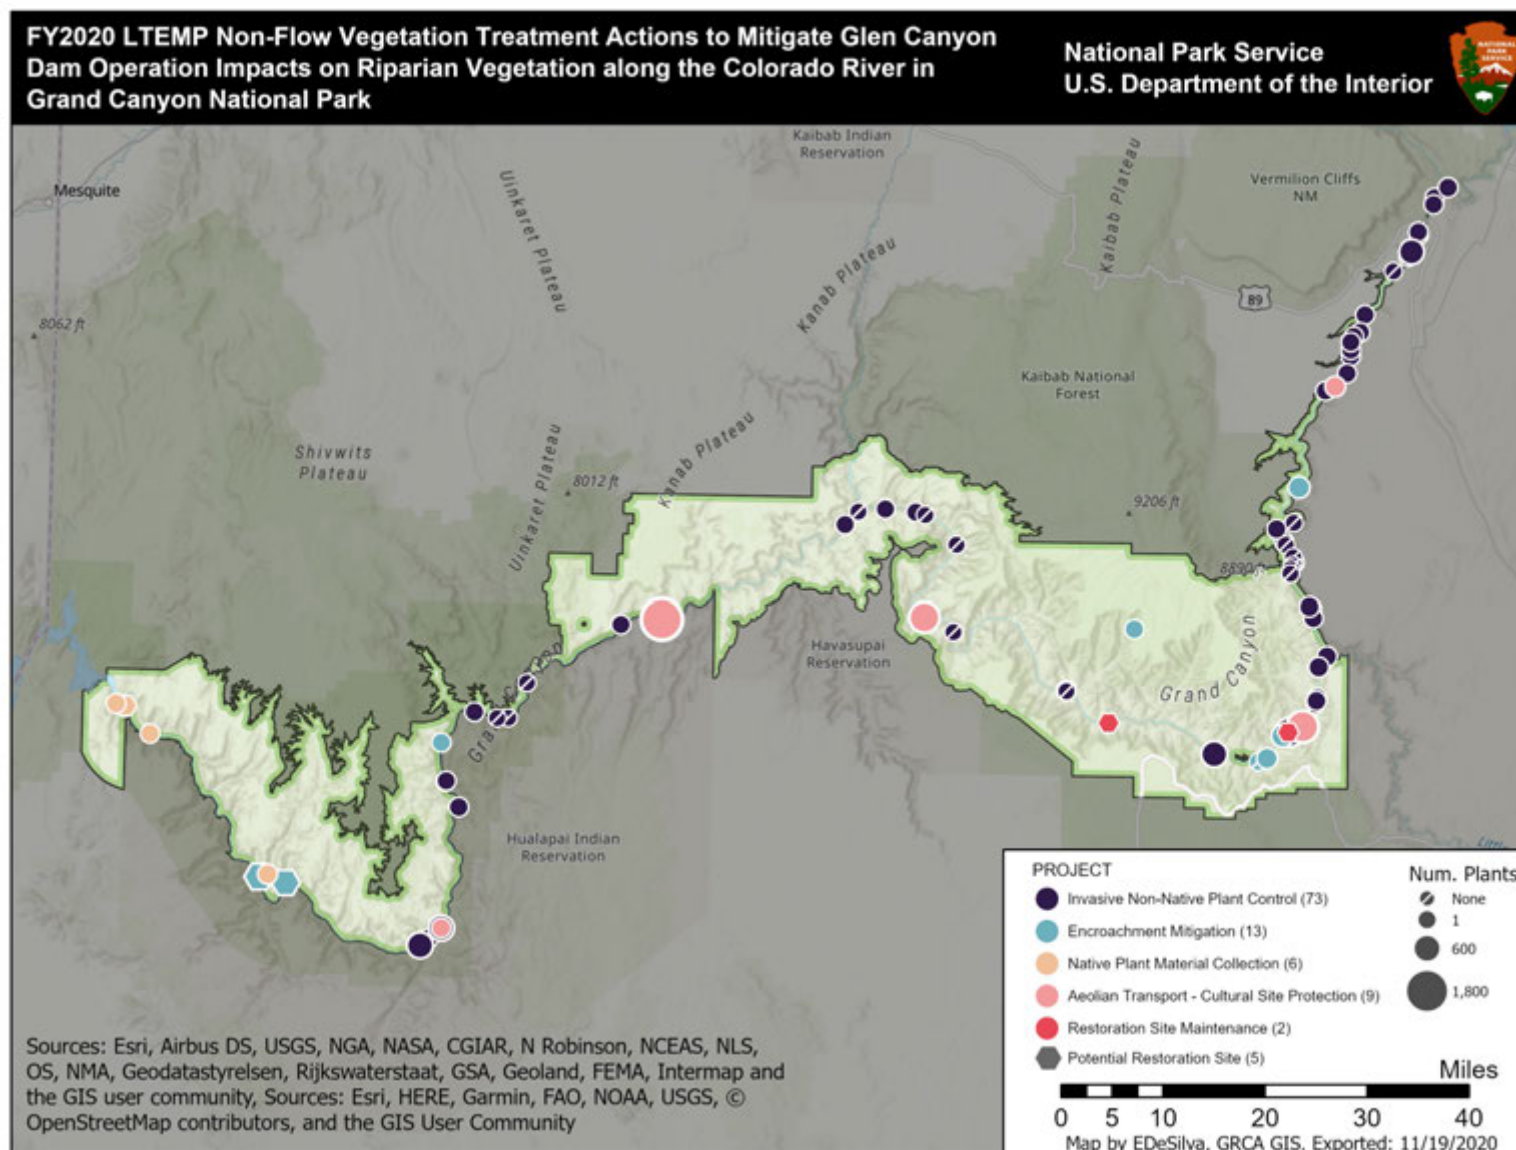 FY2020 LTEMP Non-Flow Vegetation Treatment Actions to Mitigate Glen Canyon
Dam Operation Impacts on Riparian Vegetation along the Colorado River in
Grand Canyon National Park
National Park Service
U.S. Department of the Interior
NATIONAL
PARK
SERVICE
Kaibab Indian
Reservation
Mesquite
Uinkaret Plateau
Kaibab Plateau
Vermilion Cliffs
NM
Kanab Plateau
89
8062 ft
Kaibab National
Forest
Shivwits
Plateau
Kanab Plateau
Uinkaret Plateau
8012 ft
9206 ft
8890 ft
Grand Canyon
Havasupai
Reservation
Grand Canyon
Hualapai Indian
Reservation
PROJECT
Invasive Non-Native Plant Control (73)
Encroachment Mitigation (13)
Native Plant Material Collection (6)
Aeolian Transport - Cultural Site Protection (9)
Restoration Site Maintenance (2)
Potential Restoration Site (5)
Num. Plants
None
1
600
1,800
Miles
0 5 10 20 30 40
Map by EDeSilva, GRCA GIS, Exported: 11/19/2020
Sources: Esri, Airbus DS, USGS, NGA, NASA, CGIAR, N Robinson, NCEAS, NLS,
OS, NMA, Geodatastyrelsen, Rijkswaterstaat, GSA, Geoland, FEMA, Intermap and
the GIS user community, Sources: Esri, HERE, Garmin, FAO, NOAA, USGS, ©
OpenStreetMap contributors, and the GIS User Community